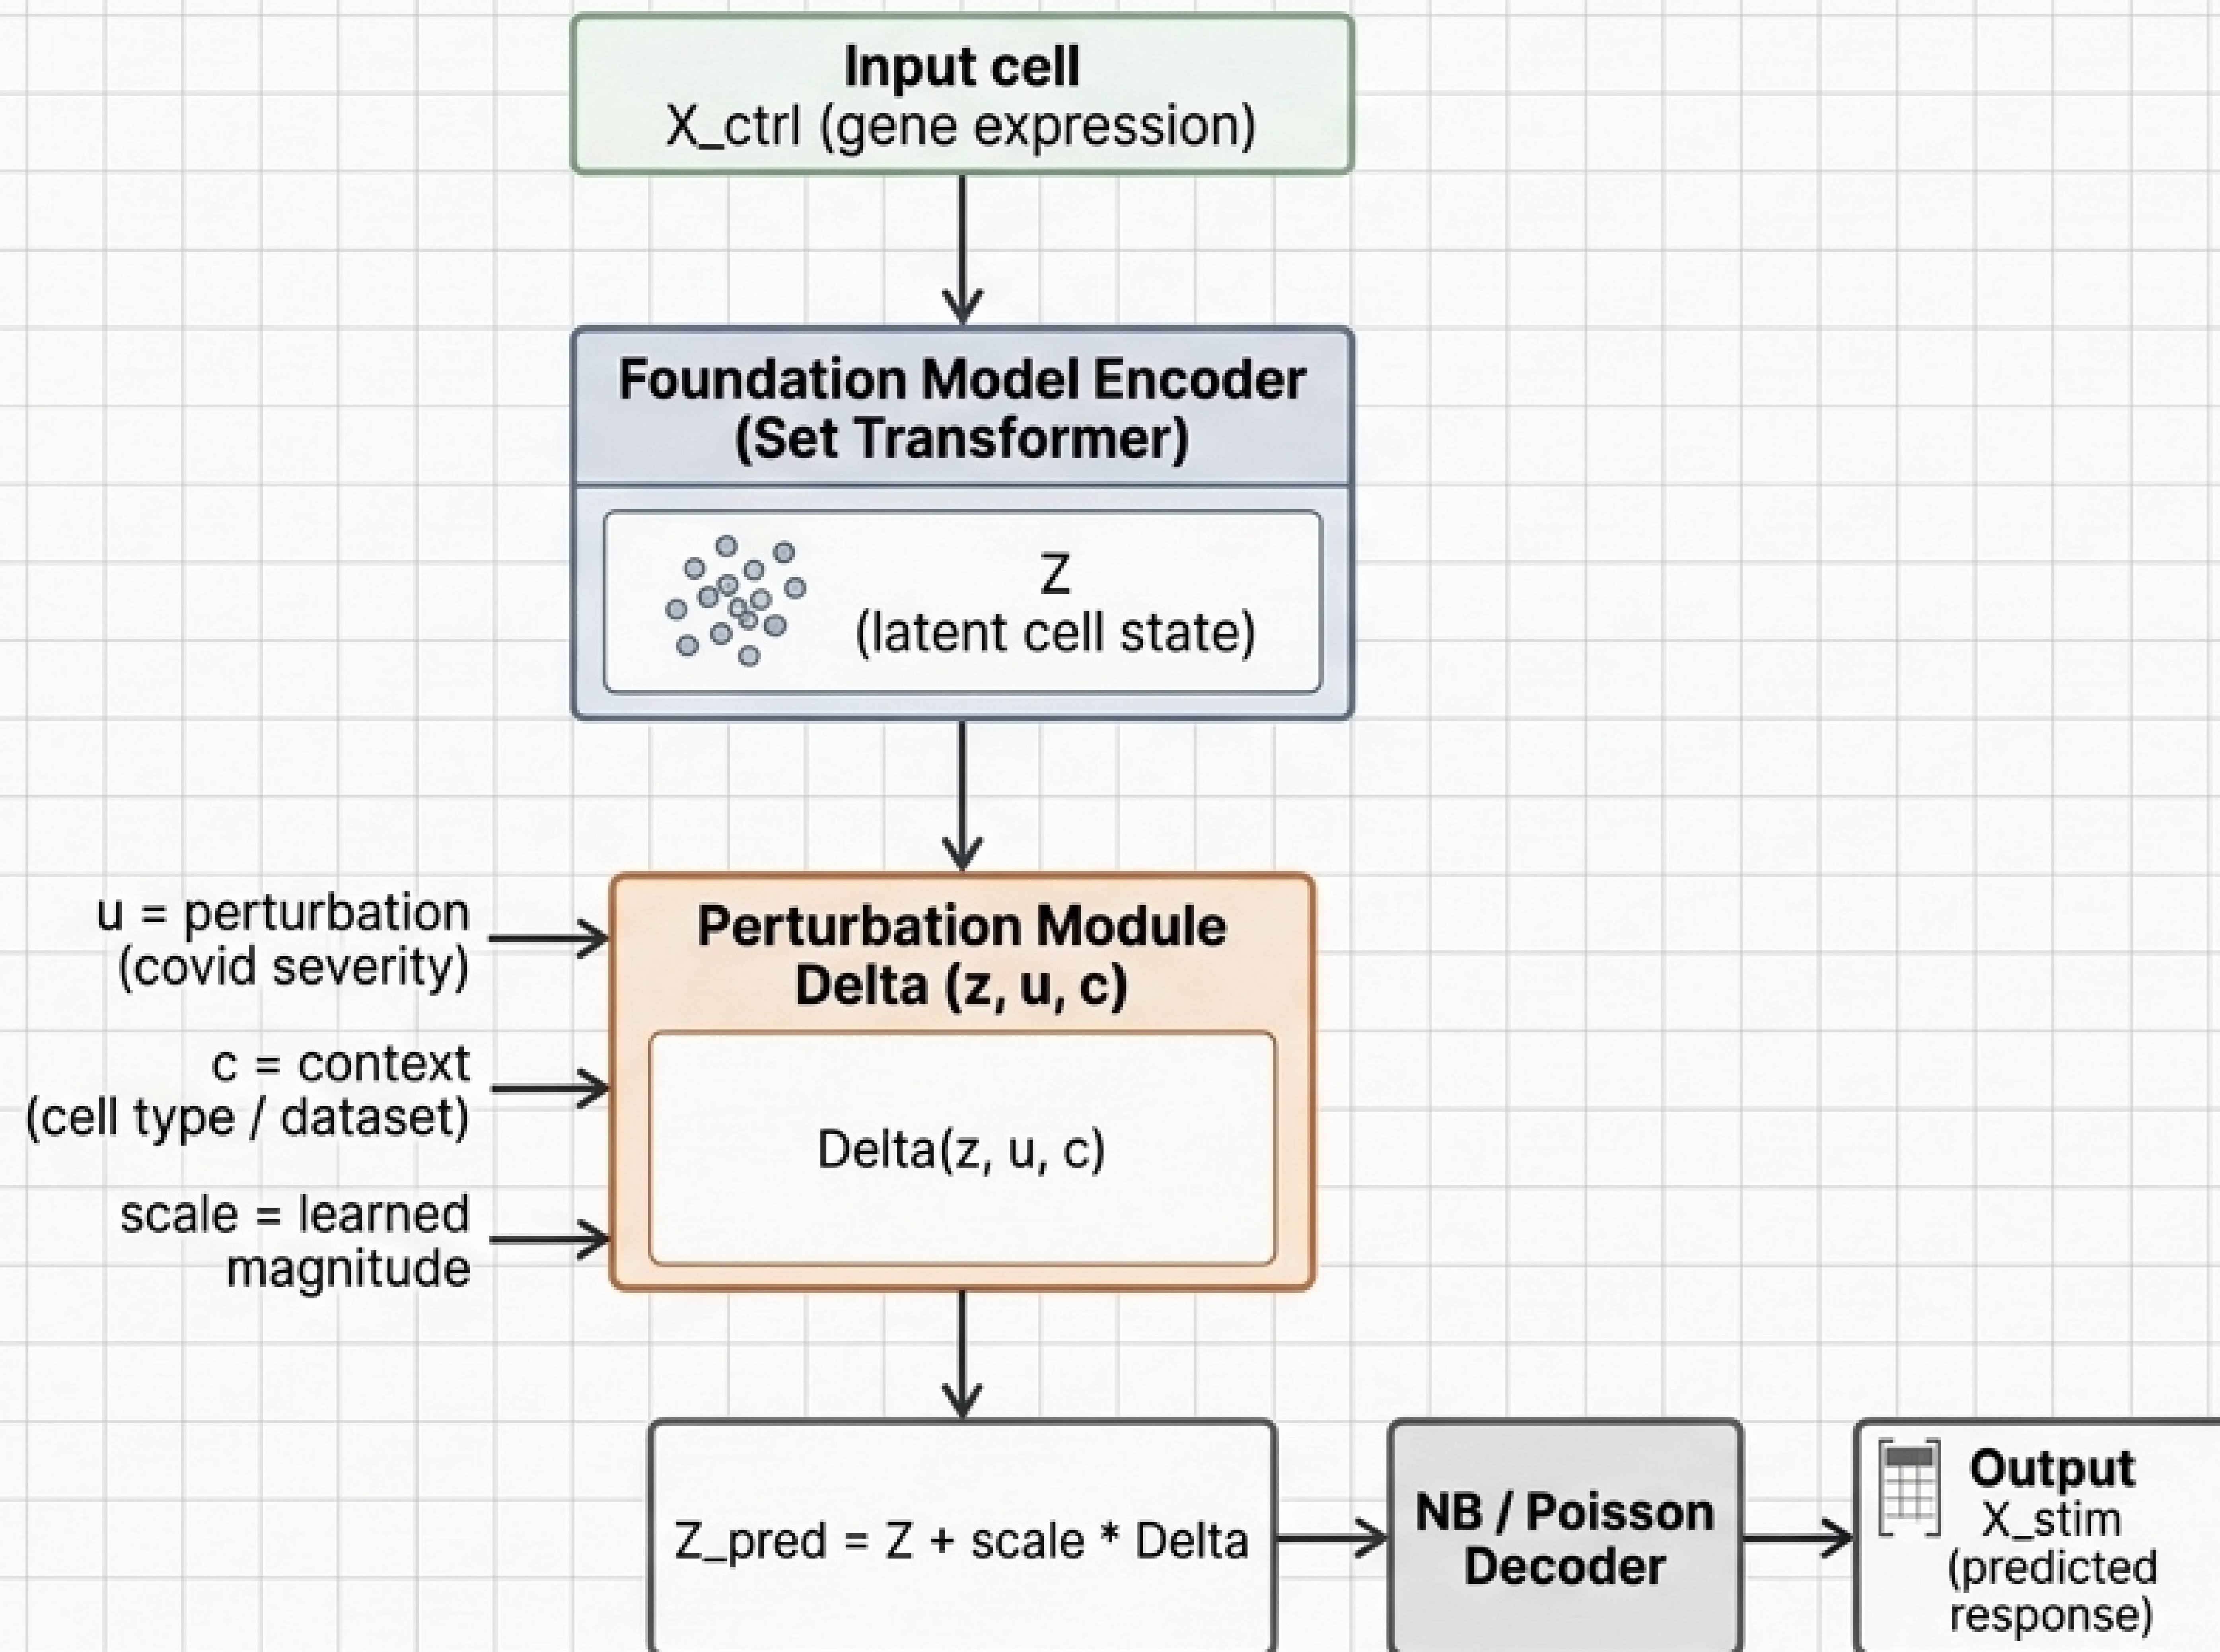 Input cell
X_ctrl (gene expression)
Foundation Model Encoder
(Set Transformer)
Z
(latent cell state)
u = perturbation
(covid severity)
c = context
(cell type / dataset)
scale = learned
magnitude
Perturbation Module
Delta (z, u, c)
Delta(z, u, c)
Z_pred = Z + scale * Delta
NB / Poisson
Decoder
Output
X_stim
(predicted
response)